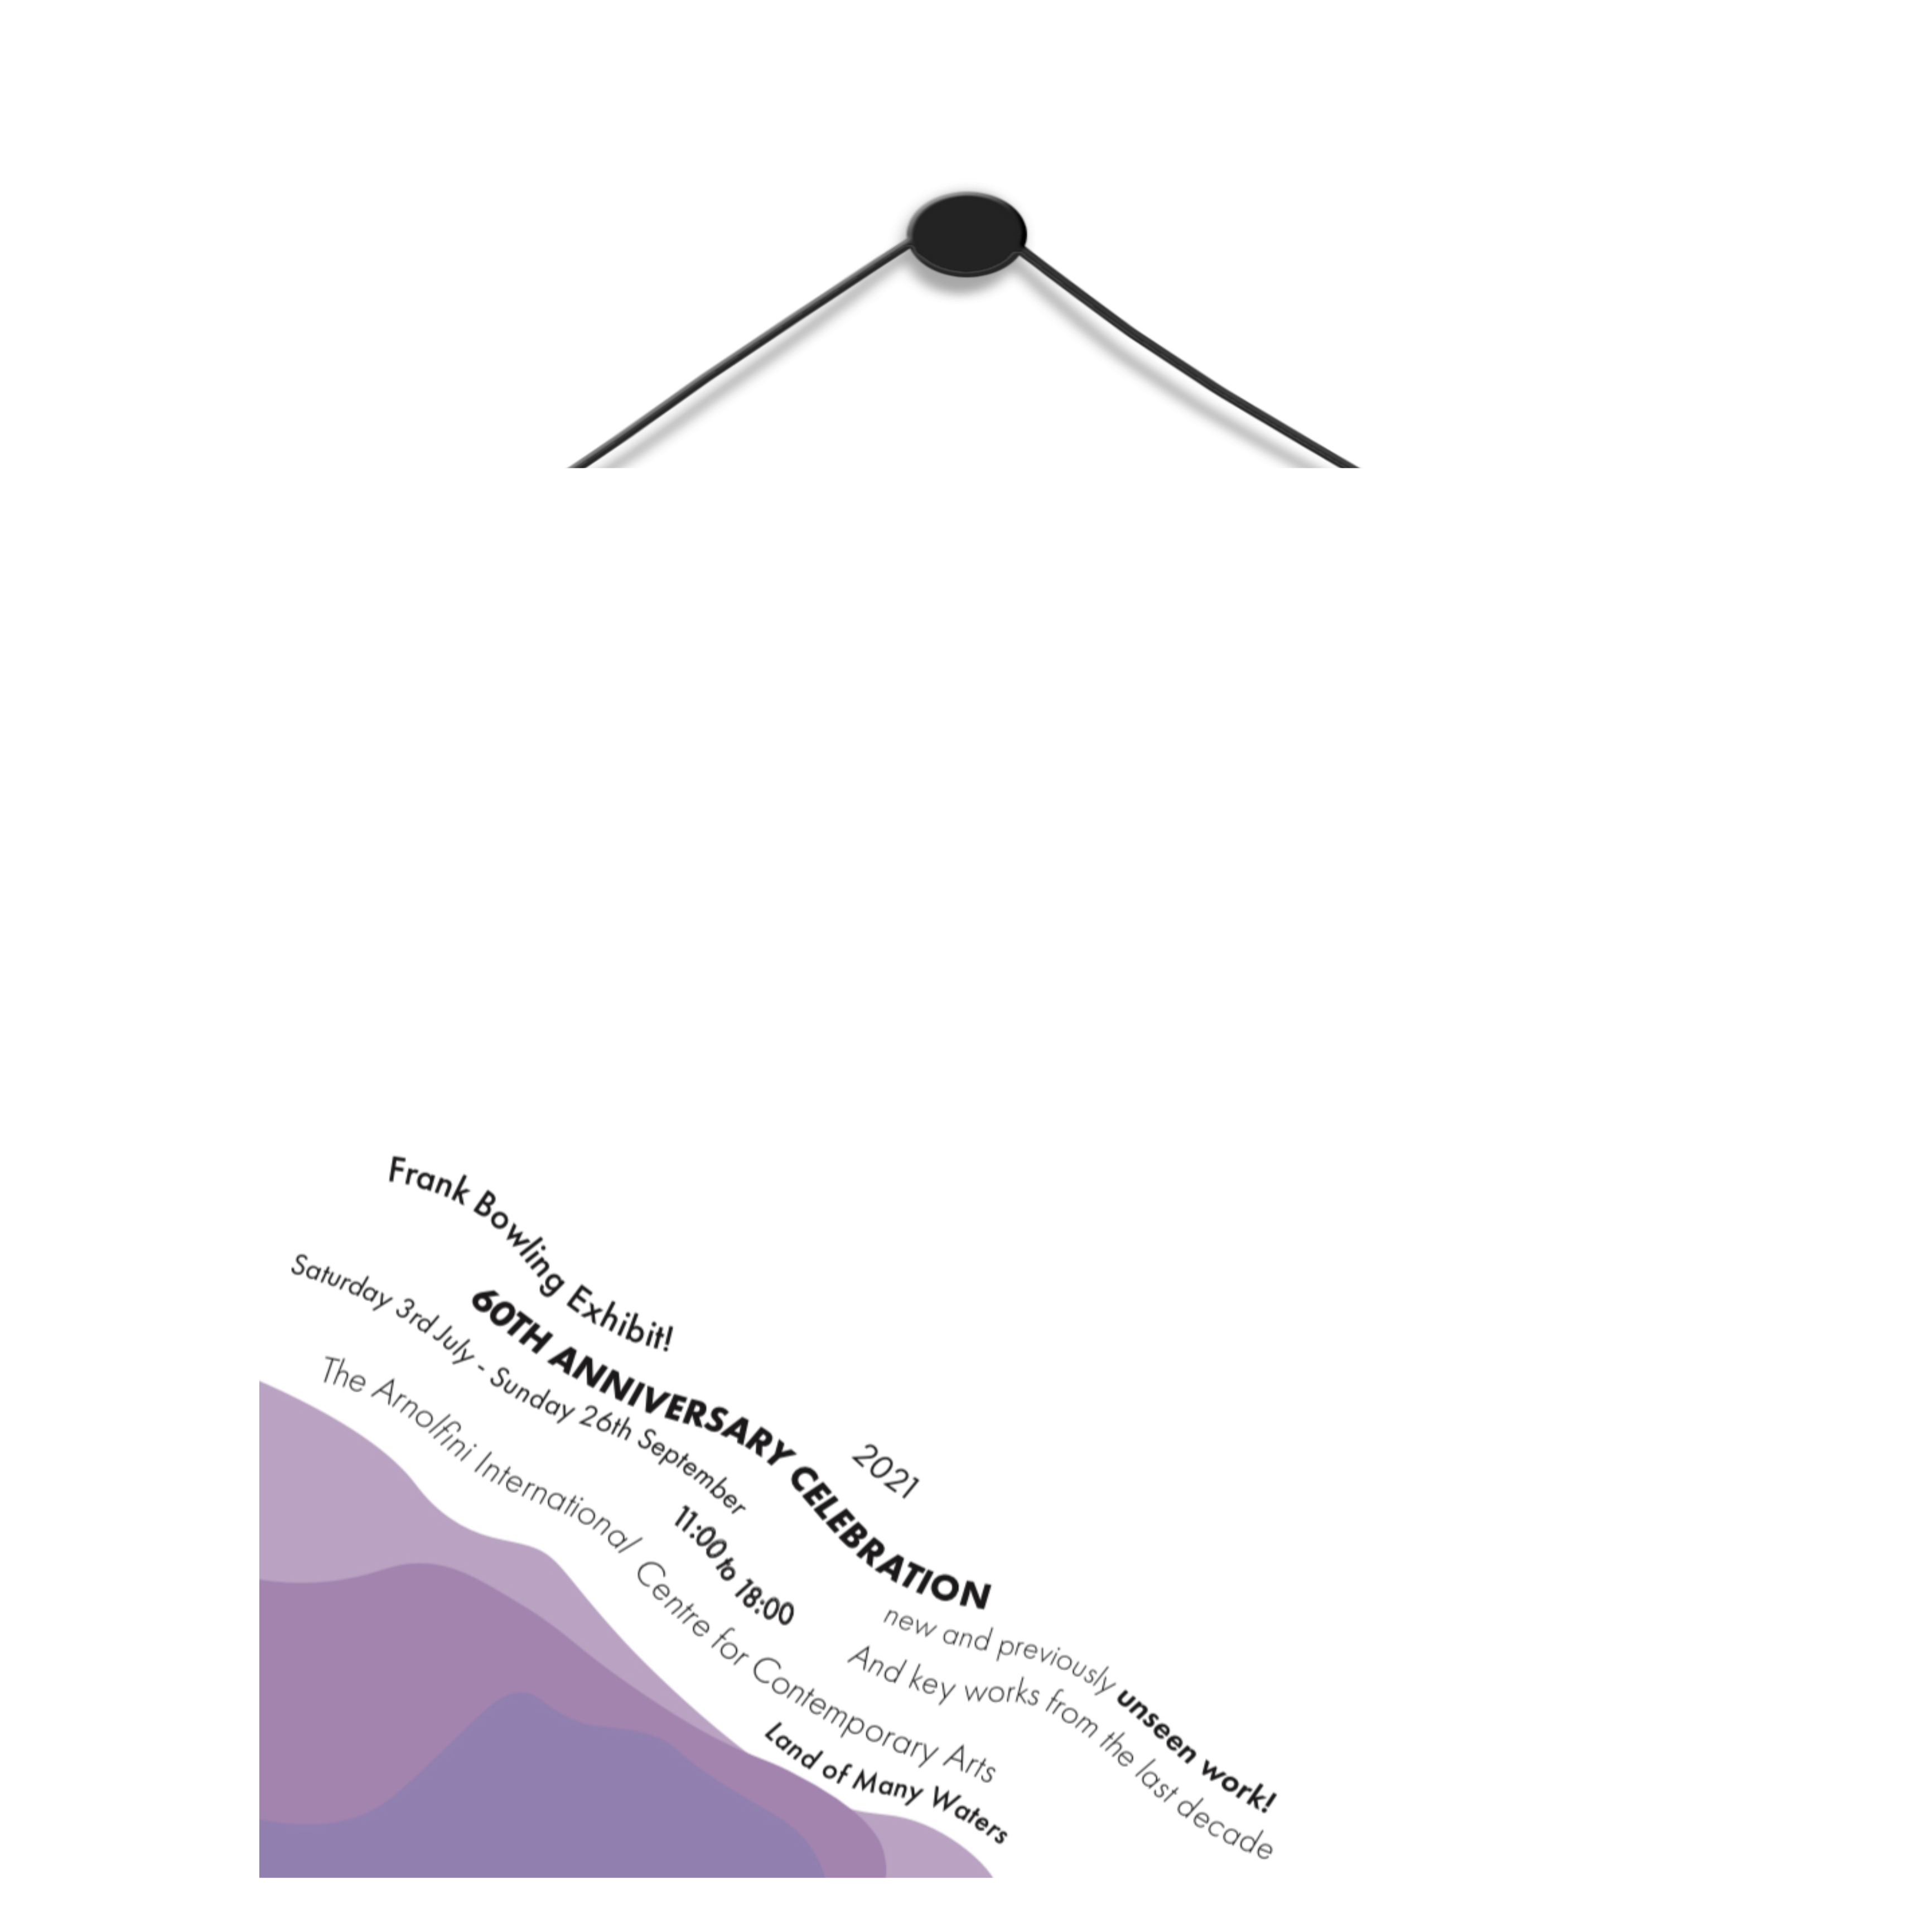 Frank Bowling Exhibit!
60TH ANNIVERSARY CELEBRATION
2021
Saturday 3rd July - Sunday 26th September
11:00 to 18:00
The Arnolfini International Centre for Contemporary Arts
new and previously unseen work!
And key works from the last decade
Land of Many Waters